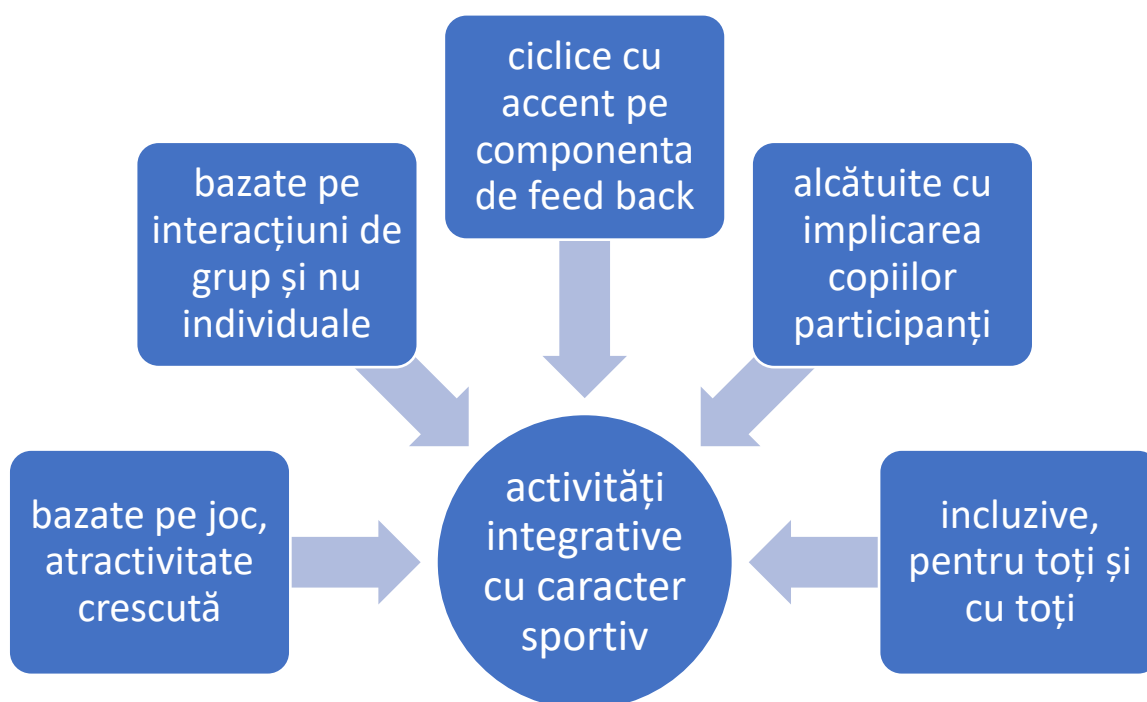 ciclice cu
accent pe
componenta
de feed back
bazate pe
interacțiuni de
grup și nu
individuale
alcătuite cu
implicarea
copiilor
participanți
bazate pe joc,
atractivitate
crescută
activități
integrative
cu caracter
sportiv
incluzive,
pentru toți și
cu toți